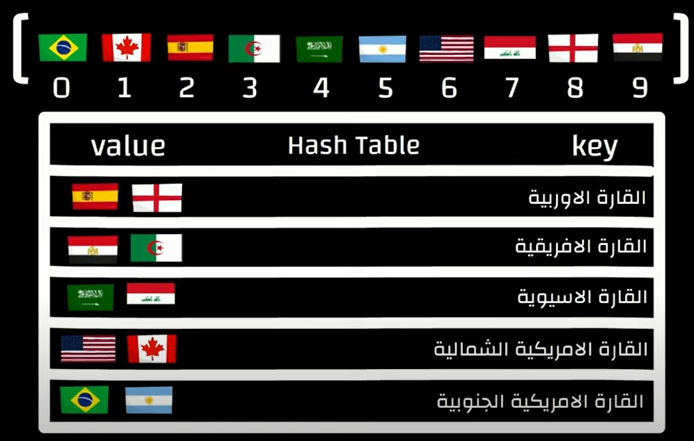 0 1 2 3 4 5 6 7 8 9
value Hash Table key
القارة الاوربية
القارة الافريقية
القارة الاسيوية
القارة الامريكية الشمالية
القارة الامريكية الجنوبية